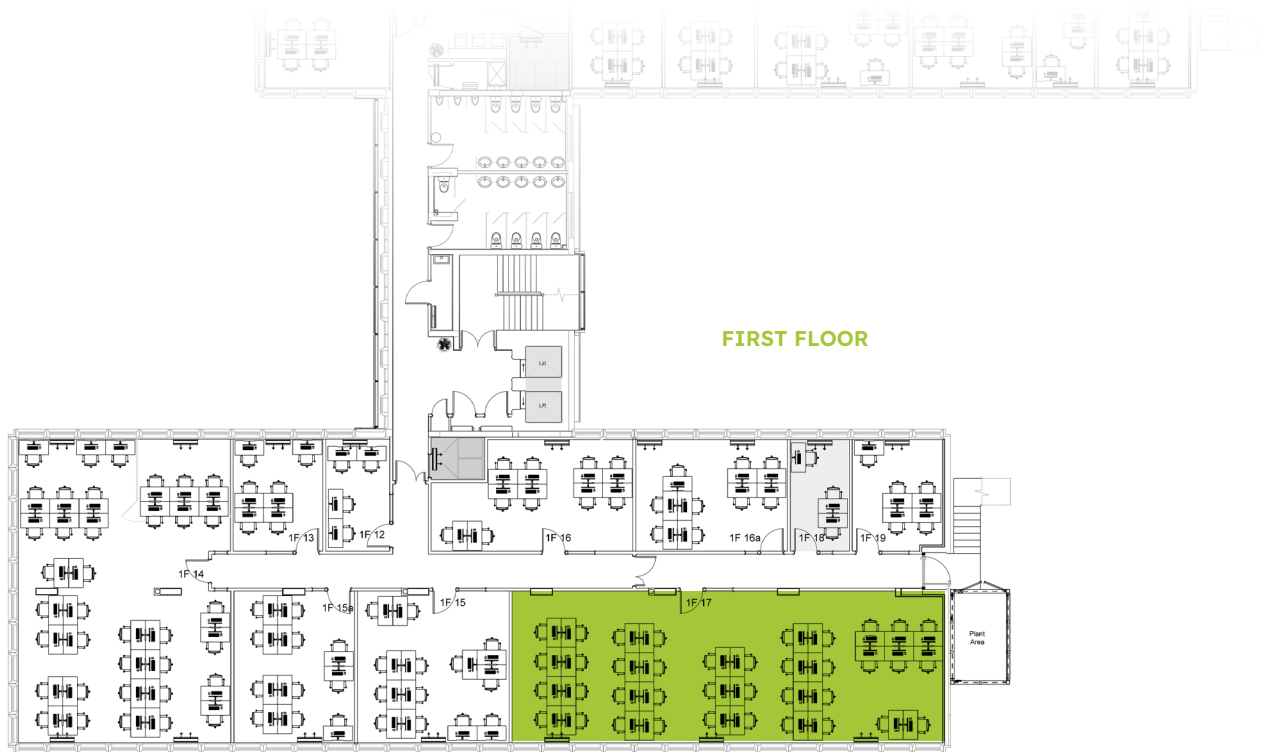 FIRST FLOOR
Lift
Lift
1F 13
1F 12
1F 16
1F 16a
1F 18
1F 19
1F 14
1F 15a
1F 15
1F 17
Plant
Area